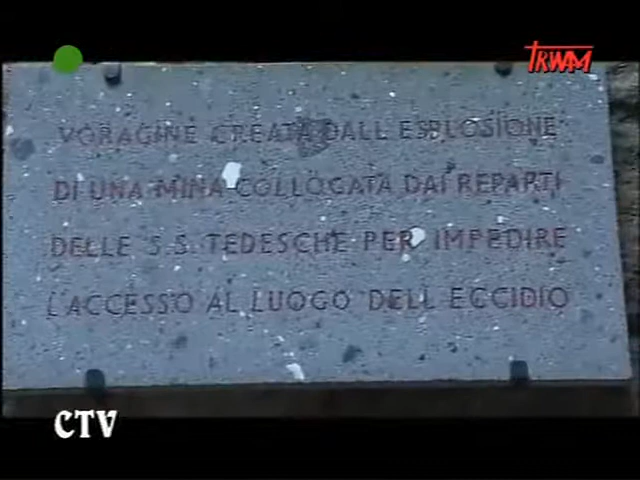 TRWAM
VORAGINE CREATA DALL'ESPLOSIONE
DI UNA MINA COLLOGATA DAI REPARTI
DELLE S.S. TEDESCHE PER IMPEDIRE
L'ACCESSO AL LUOGO DELL'ECCIDIO
CTV